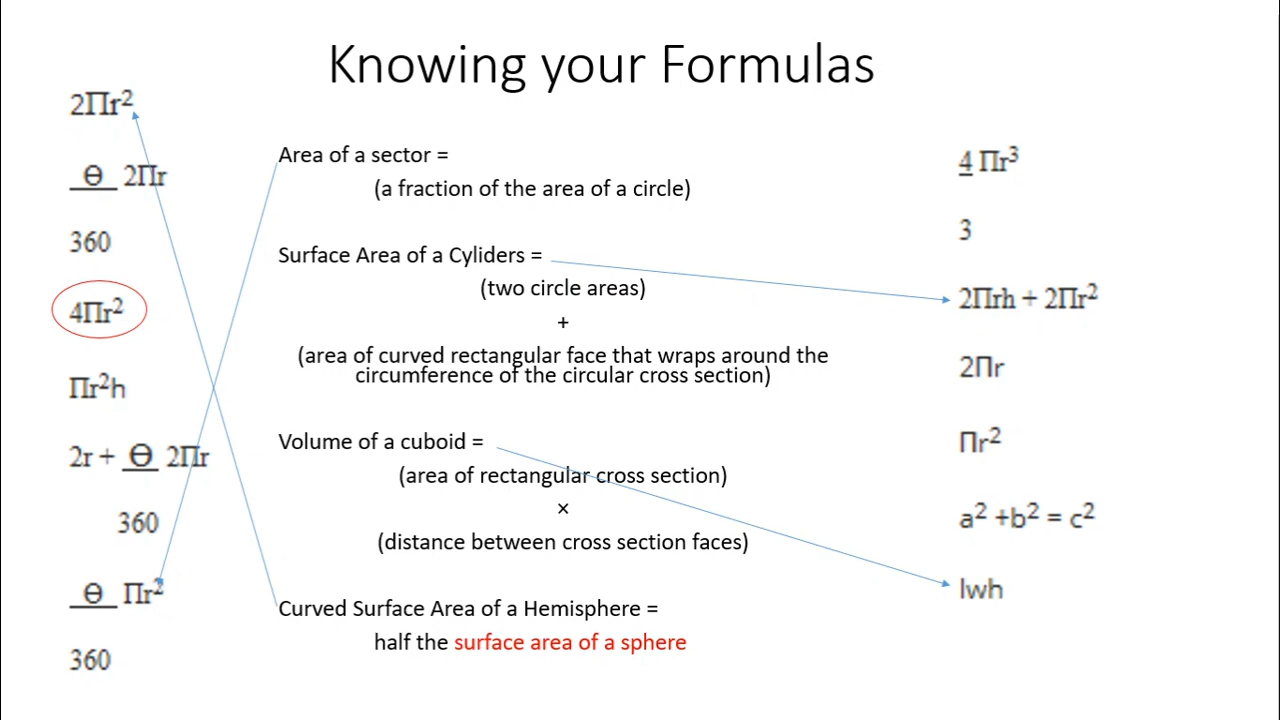 Knowing your Formulas
2Πr²
Ө 2Πr
360
4Πr²
Πr²h
2r + Ө 2Πr
360
Ө Πr²
360
Area of a sector =
(a fraction of the area of a circle)
Surface Area of a Cyliders =
(two circle areas)
+
(area of curved rectangular face that wraps around the
circumference of the circular cross section)
Volume of a cuboid =
(area of rectangular cross section)
×
(distance between cross section faces)
Curved Surface Area of a Hemisphere =
half the surface area of a sphere
4 Πr³
3
2Πrh + 2Πr²
2Πr
Πr²
a² +b² = c²
lwh